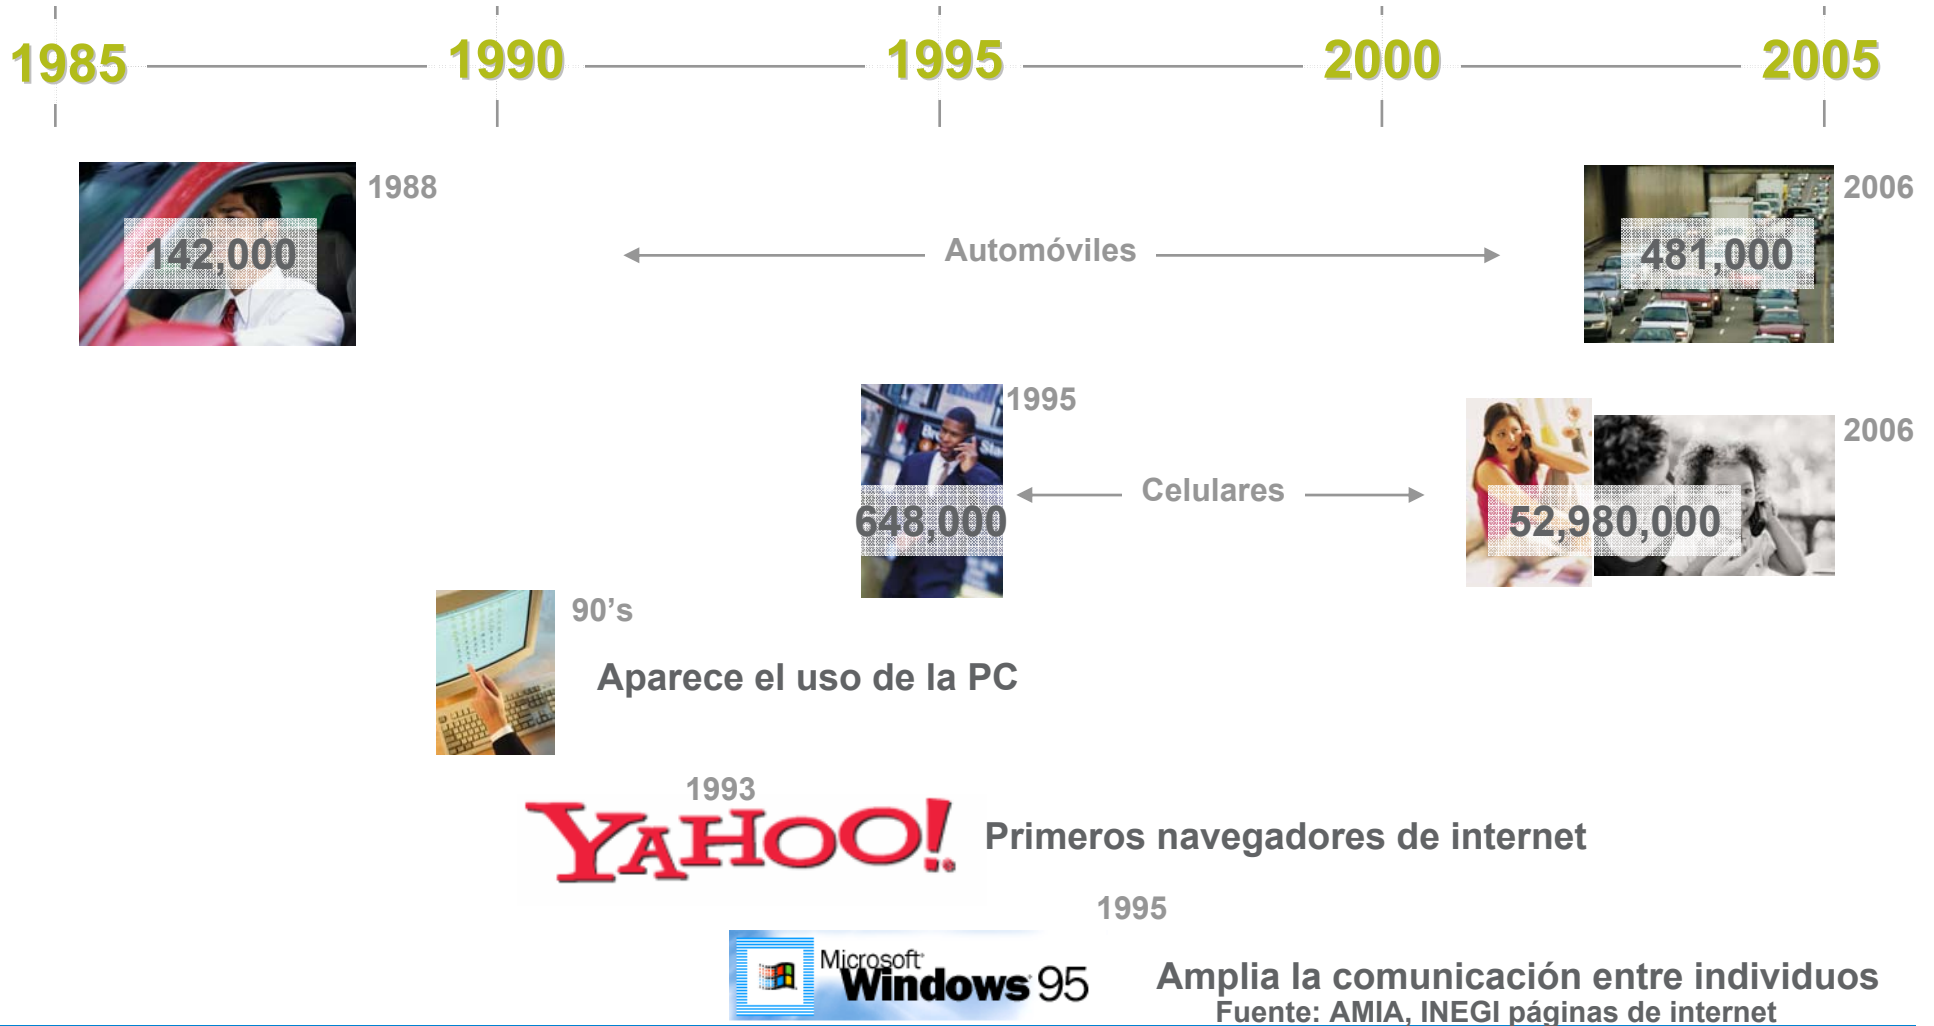 1985 1990 1995 2000 2005
1988
2006
142,000
Automóviles
481,000
1995
2006
Celulares
648,000
52,980,000
90’s
Aparece el uso de la PC
1993
YAHOO!
Primeros navegadores de internet
1995
Microsoft
Windows 95
Amplia la comunicación entre individuos
Fuente: AMIA, INEGI páginas de internet